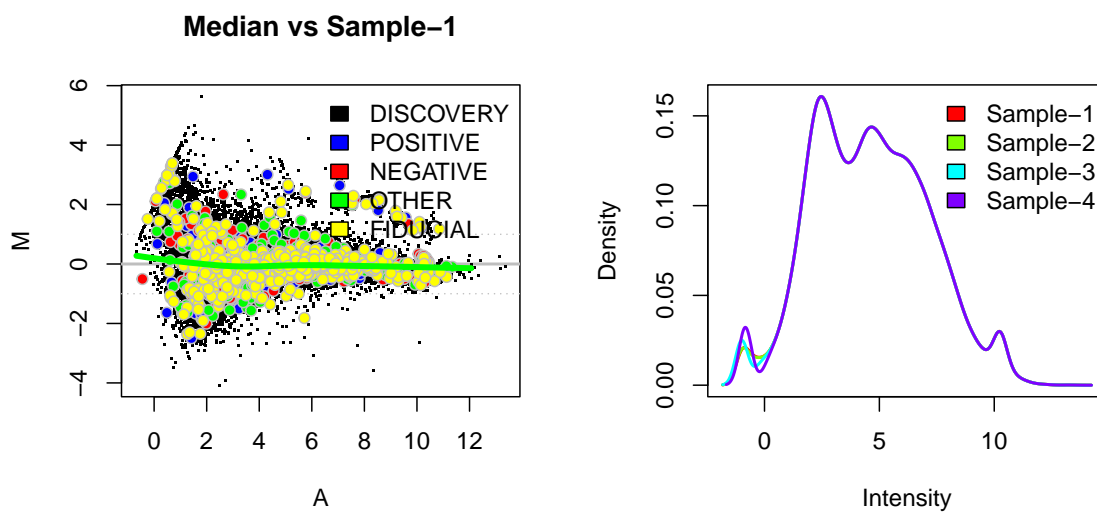 Median vs Sample−1
M
6
4
2
0
−2
−4
DISCOVERY
POSITIVE
NEGATIVE
OTHER
FIDUCIAL
0 2 4 6 8 10 12
A
Density
0.15
0.10
0.05
0.00
Sample−1
Sample−2
Sample−3
Sample−4
0 5 10
Intensity